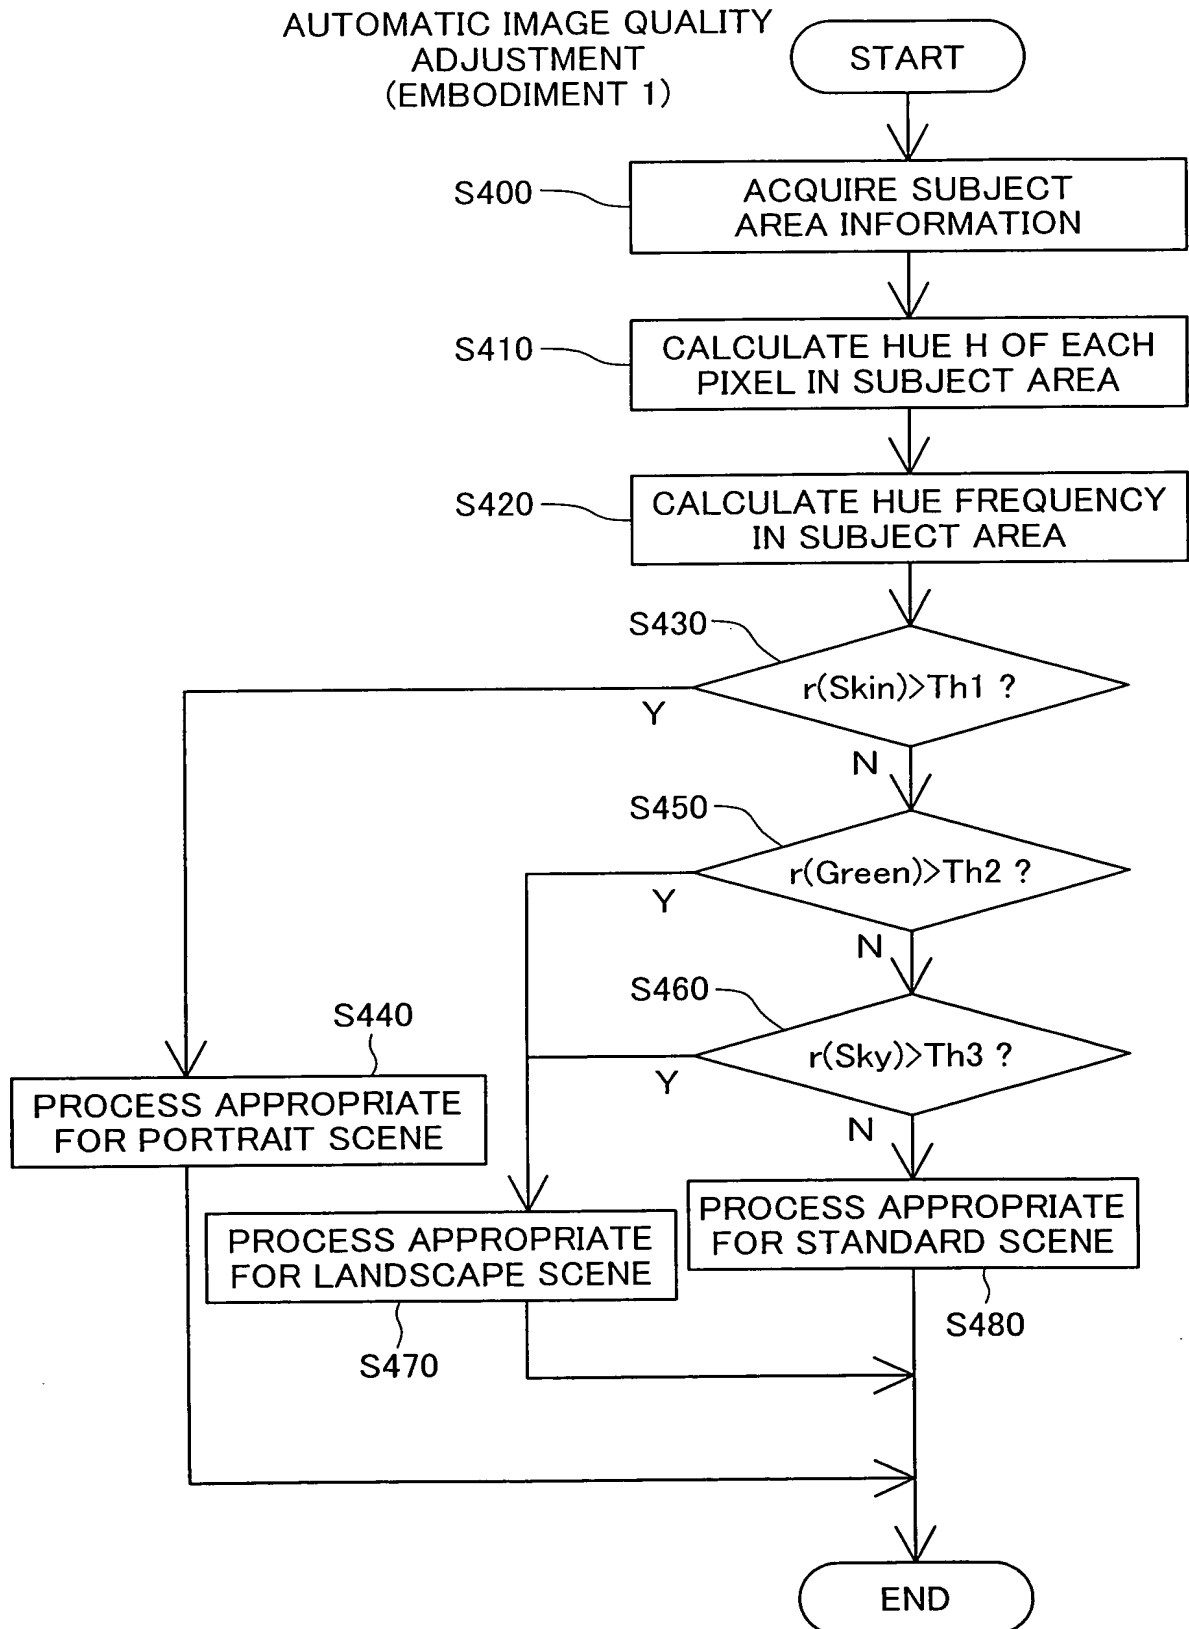 AUTOMATIC IMAGE QUALITY
ADJUSTMENT
(EMBODIMENT 1)
START
S400
ACQUIRE SUBJECT
AREA INFORMATION
S410
CALCULATE HUE H OF EACH
PIXEL IN SUBJECT AREA
S420
CALCULATE HUE FREQUENCY
IN SUBJECT AREA
S430
r(Skin)>Th1 ?
Y
N
S450
r(Green)>Th2 ?
Y
N
S460
r(Sky)>Th3 ?
Y
N
S440
PROCESS APPROPRIATE
FOR PORTRAIT SCENE
PROCESS APPROPRIATE
FOR LANDSCAPE SCENE
S470
PROCESS APPROPRIATE
FOR STANDARD SCENE
S480
END